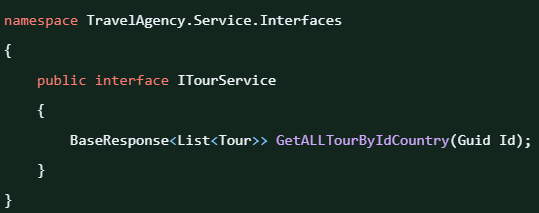 namespace TravelAgency.Service.Interfaces
{
    public interface ITourService
    {
        BaseResponse<List<Tour>> GetALLTourByIdCountry(Guid Id);
    }
}